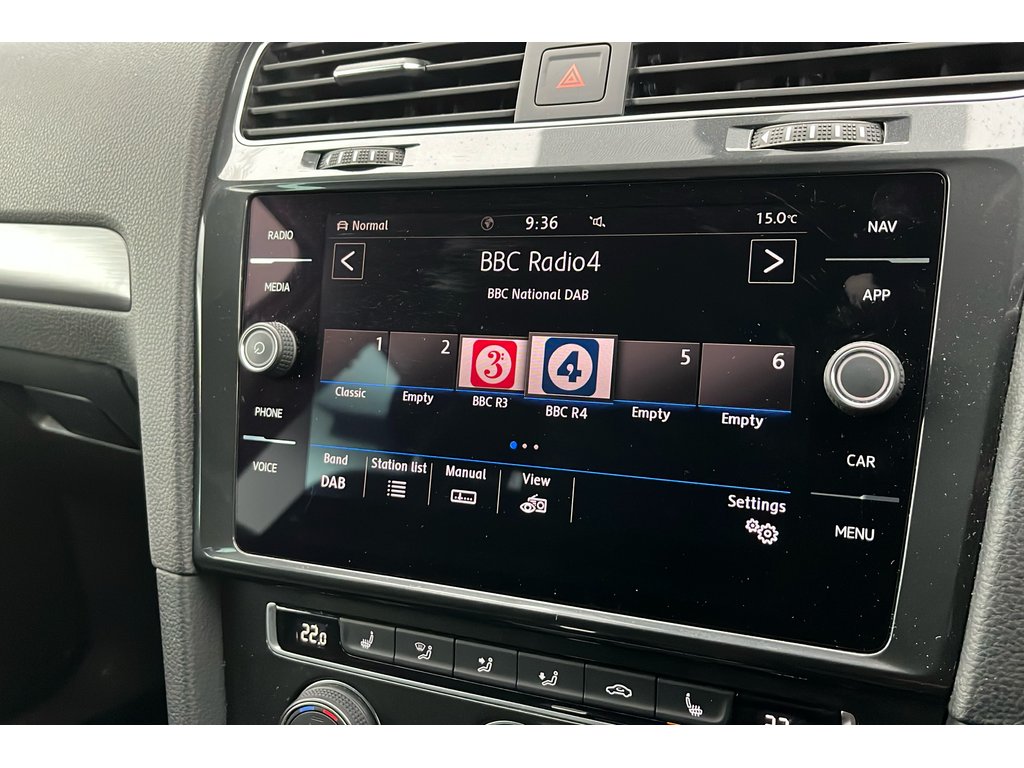 RADIO
MEDIA
PHONE
VOICE
Normal 9:36 15.0°C
BBC Radio4
BBC National DAB
1 2 3: 4 5 6
Classic Empty BBC R3 BBC R4 Empty Empty
Band Station list Manual View
DAB
Settings
NAV
APP
CAR
MENU
22.0